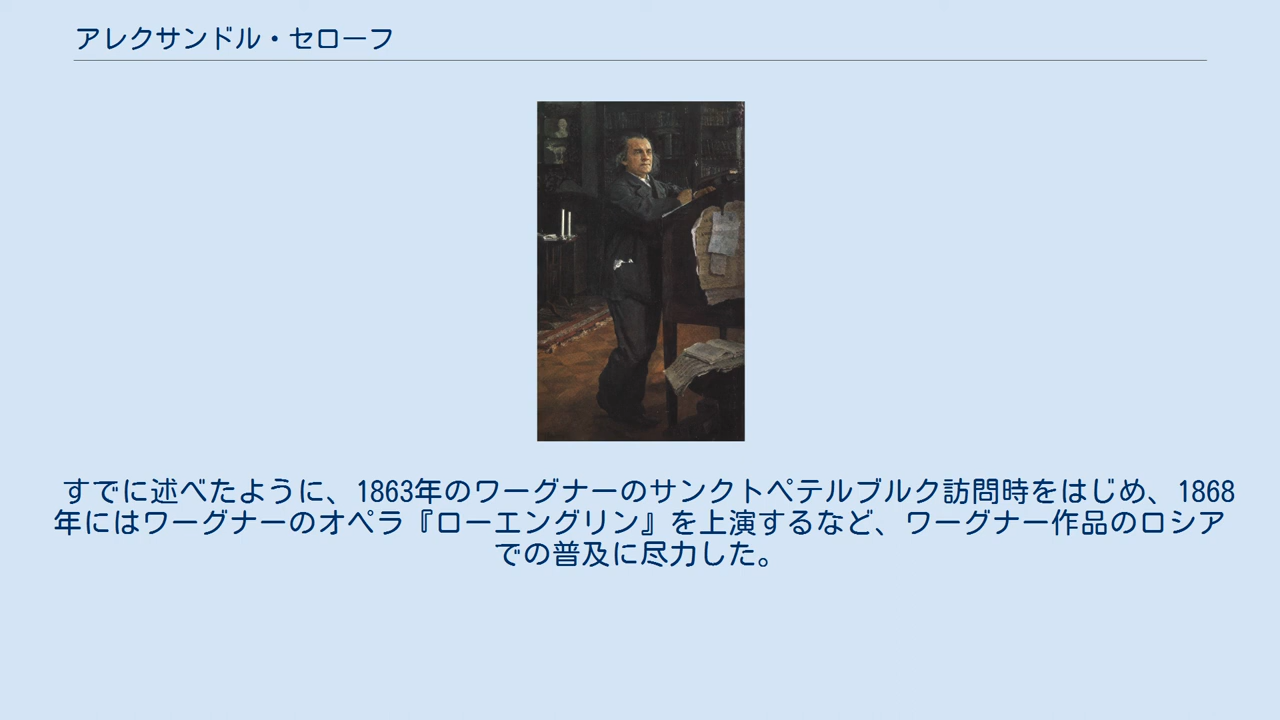 アレクサンドル・セローフ
すでに述べたように、1863年のワーグナーのサンクトペテルブルク訪問時をはじめ、1868
年にはワーグナーのオペラ『ローエングリン』を上演するなど、ワーグナー作品のロシア
での普及に尽力した。